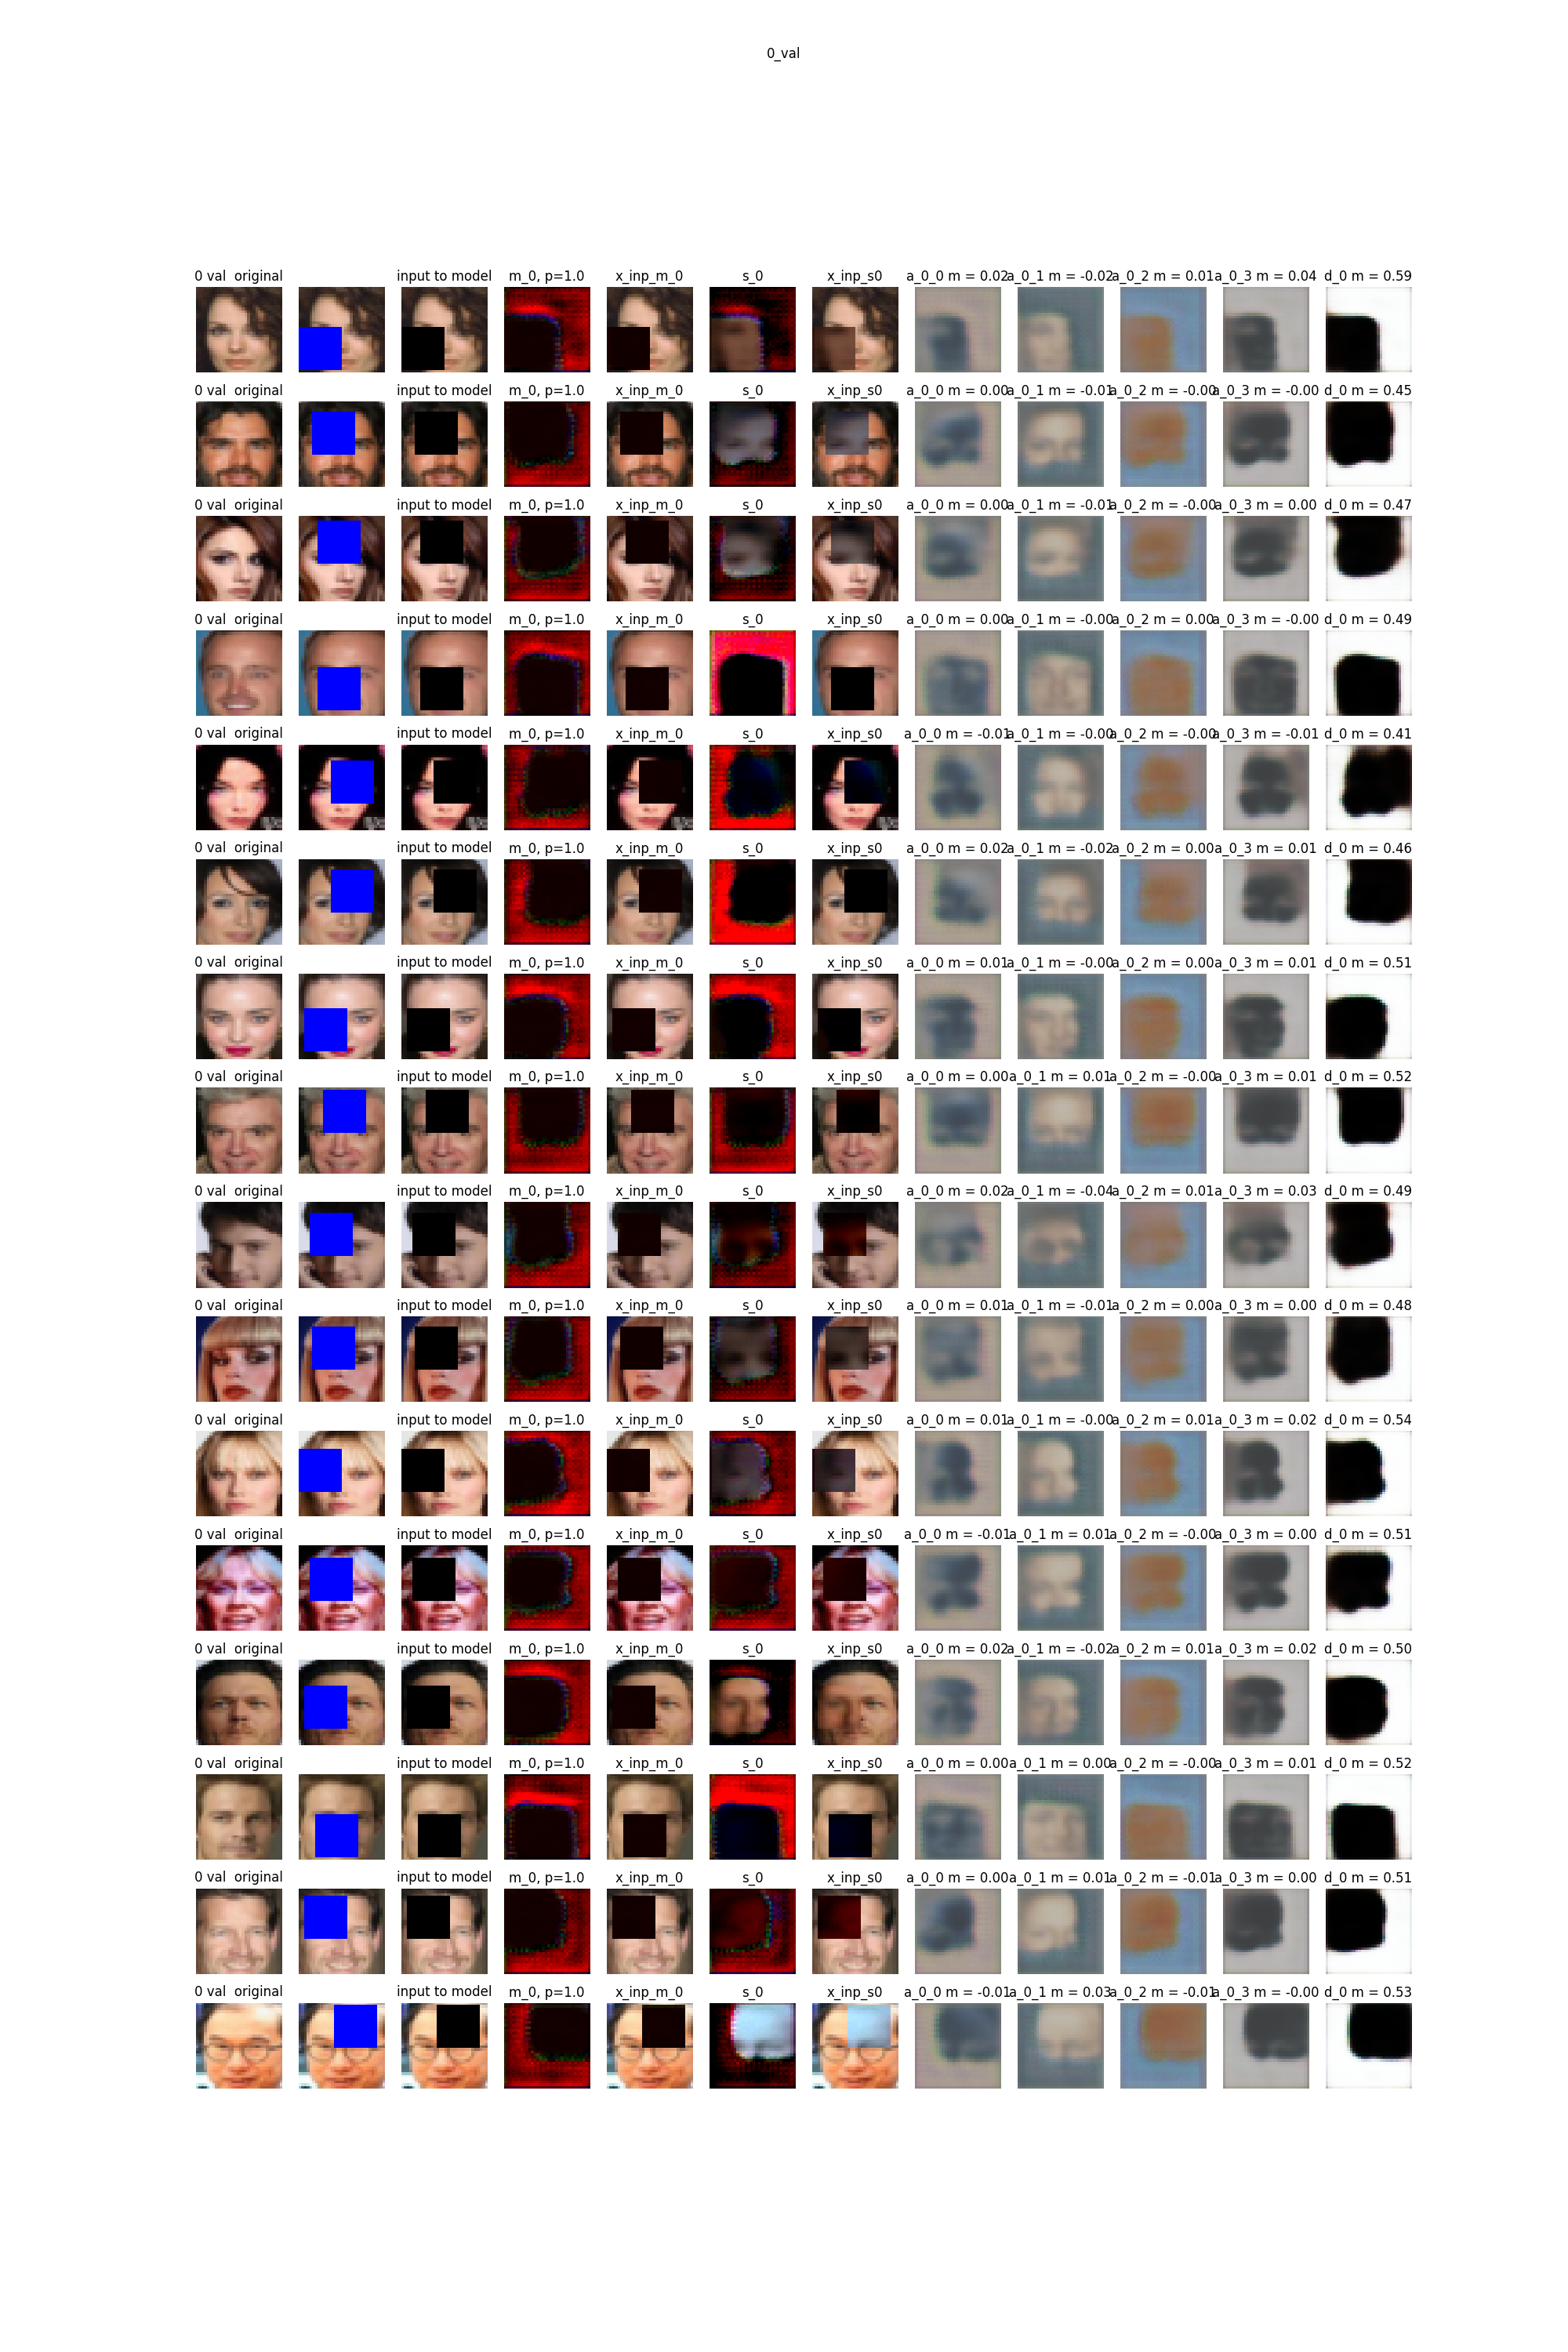 0_val
0 val original input to model m_0, p=1.0 x_inp_m_0 s_0 x_inp_s0 a_0_0 m = 0.02 a_0_1 m = -0.02 a_0_2 m = 0.01 a_0_3 m = 0.04 d_0 m = 0.59
0 val original input to model m_0, p=1.0 x_inp_m_0 s_0 x_inp_s0 a_0_0 m = 0.00 a_0_1 m = -0.01 a_0_2 m = -0.00 a_0_3 m = -0.00 d_0 m = 0.45
0 val original input to model m_0, p=1.0 x_inp_m_0 s_0 x_inp_s0 a_0_0 m = 0.00 a_0_1 m = -0.01 a_0_2 m = -0.00 a_0_3 m = 0.00 d_0 m = 0.47
0 val original input to model m_0, p=1.0 x_inp_m_0 s_0 x_inp_s0 a_0_0 m = 0.00 a_0_1 m = -0.00 a_0_2 m = 0.00 a_0_3 m = -0.00 d_0 m = 0.49
0 val original input to model m_0, p=1.0 x_inp_m_0 s_0 x_inp_s0 a_0_0 m = -0.01 a_0_1 m = -0.00 a_0_2 m = -0.00 a_0_3 m = -0.01 d_0 m = 0.41
0 val original input to model m_0, p=1.0 x_inp_m_0 s_0 x_inp_s0 a_0_0 m = 0.02 a_0_1 m = -0.02 a_0_2 m = 0.00 a_0_3 m = 0.01 d_0 m = 0.46
0 val original input to model m_0, p=1.0 x_inp_m_0 s_0 x_inp_s0 a_0_0 m = 0.01 a_0_1 m = -0.00 a_0_2 m = 0.00 a_0_3 m = 0.01 d_0 m = 0.51
0 val original input to model m_0, p=1.0 x_inp_m_0 s_0 x_inp_s0 a_0_0 m = 0.00 a_0_1 m = 0.01 a_0_2 m = -0.00 a_0_3 m = 0.01 d_0 m = 0.52
0 val original input to model m_0, p=1.0 x_inp_m_0 s_0 x_inp_s0 a_0_0 m = 0.02 a_0_1 m = -0.04 a_0_2 m = 0.01 a_0_3 m = 0.03 d_0 m = 0.49
0 val original input to model m_0, p=1.0 x_inp_m_0 s_0 x_inp_s0 a_0_0 m = 0.01 a_0_1 m = -0.01 a_0_2 m = 0.00 a_0_3 m = 0.00 d_0 m = 0.48
0 val original input to model m_0, p=1.0 x_inp_m_0 s_0 x_inp_s0 a_0_0 m = 0.01 a_0_1 m = -0.00 a_0_2 m = 0.01 a_0_3 m = 0.02 d_0 m = 0.54
0 val original input to model m_0, p=1.0 x_inp_m_0 s_0 x_inp_s0 a_0_0 m = -0.01 a_0_1 m = 0.01 a_0_2 m = -0.00 a_0_3 m = 0.00 d_0 m = 0.51
0 val original input to model m_0, p=1.0 x_inp_m_0 s_0 x_inp_s0 a_0_0 m = 0.02 a_0_1 m = -0.02 a_0_2 m = 0.01 a_0_3 m = 0.02 d_0 m = 0.50
0 val original input to model m_0, p=1.0 x_inp_m_0 s_0 x_inp_s0 a_0_0 m = 0.00 a_0_1 m = 0.00 a_0_2 m = -0.00 a_0_3 m = 0.01 d_0 m = 0.52
0 val original input to model m_0, p=1.0 x_inp_m_0 s_0 x_inp_s0 a_0_0 m = 0.00 a_0_1 m = 0.01 a_0_2 m = -0.01 a_0_3 m = 0.00 d_0 m = 0.51
0 val original input to model m_0, p=1.0 x_inp_m_0 s_0 x_inp_s0 a_0_0 m = -0.01 a_0_1 m = 0.03 a_0_2 m = -0.01 a_0_3 m = -0.00 d_0 m = 0.53